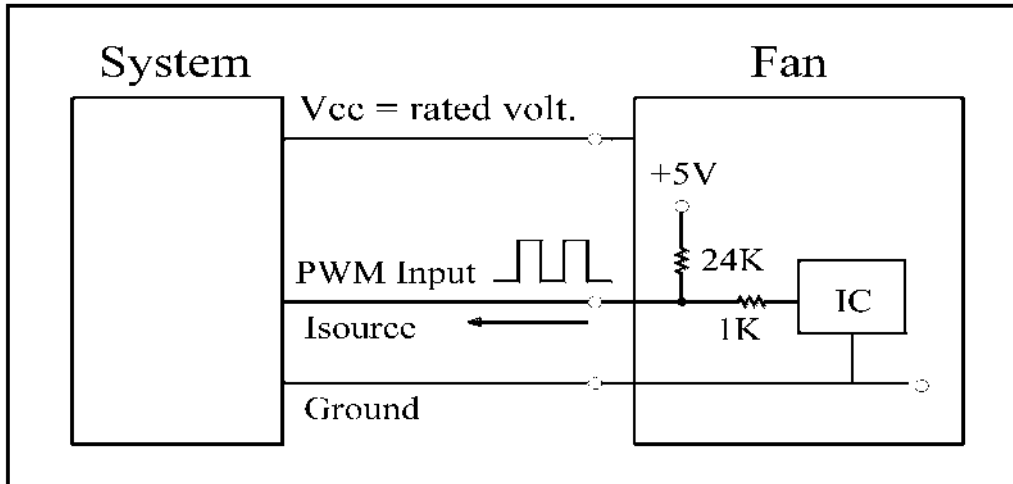 System
Fan
Vcc = rated volt.
+5V
PWM Input
24K
IC
Isource
1K
Ground